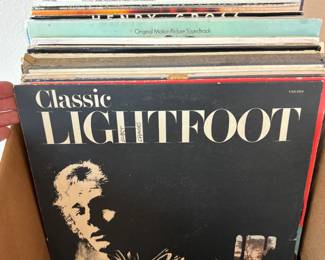 HENRY GROSS
Original Motion Picture Soundtrack
Classic
LIGHTFOOT